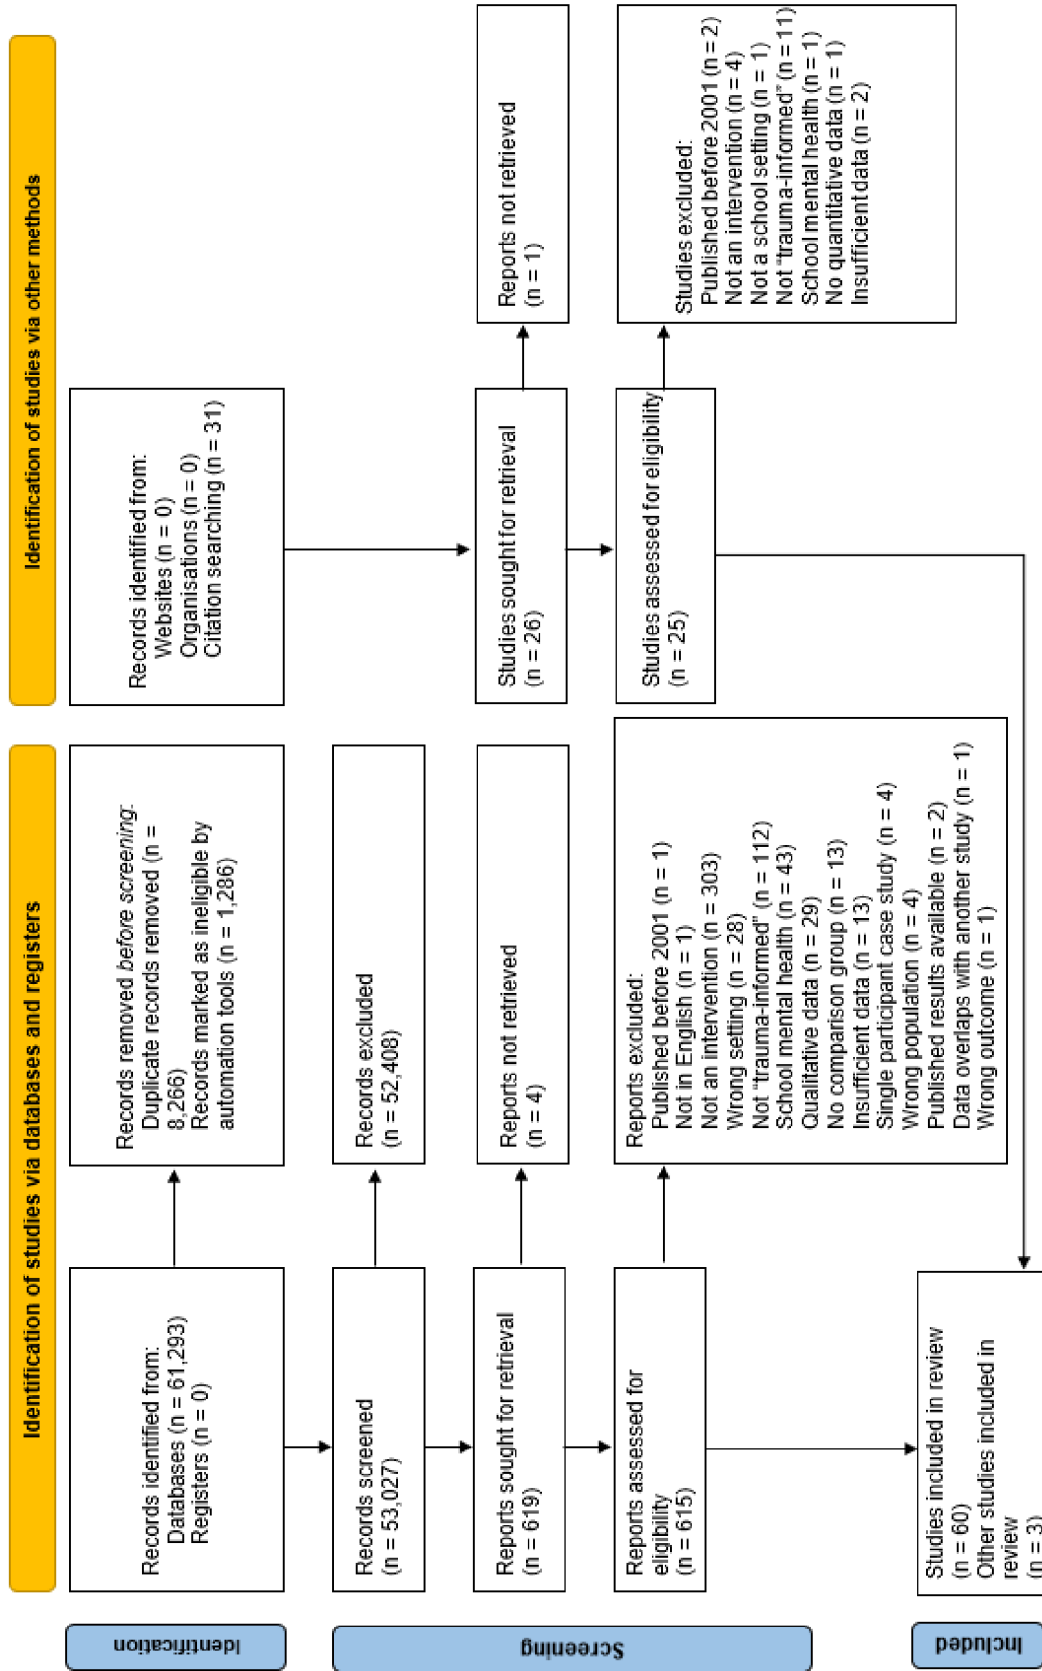 Identification of studies via databases and registers
Identification of studies via other methods
Identification
Records identified from:
Databases (n = 61,293)
Registers (n = 0)
Records removed before screening:
Duplicate records removed (n =
8,266)
Records marked as ineligible by
automation tools (n = 1,286)
Records identified from:
Websites (n = 0)
Organisations (n = 0)
Citation searching (n = 31)
Screening
Records screened
(n = 53,027)
Records excluded
(n = 52,408)
Reports sought for retrieval
(n = 619)
Reports not retrieved
(n = 4)
Studies sought for retrieval
(n = 26)
Reports not retrieved
(n = 1)
Reports assessed for
eligibility
(n = 615)
Reports excluded:
Published before 2001 (n = 1)
Not in English (n = 1)
Not an intervention (n = 303)
Wrong setting (n = 28)
Not “trauma-informed” (n = 112)
School mental health (n = 43)
Qualitative data (n = 29)
No comparison group (n = 13)
Insufficient data (n = 13)
Single participant case study (n = 4)
Wrong population (n = 4)
Published results available (n = 2)
Data overlaps with another study (n = 1)
Wrong outcome (n = 1)
Studies assessed for eligibility
(n = 25)
Studies excluded:
Published before 2001 (n = 2)
Not an intervention (n = 4)
Not a school setting (n = 1)
Not “trauma-informed” (n = 11)
School mental health (n = 1)
No quantitative data (n = 1)
Insufficient data (n = 2)
Included
Studies included in review
(n = 60)
Other studies included in
review
(n = 3)